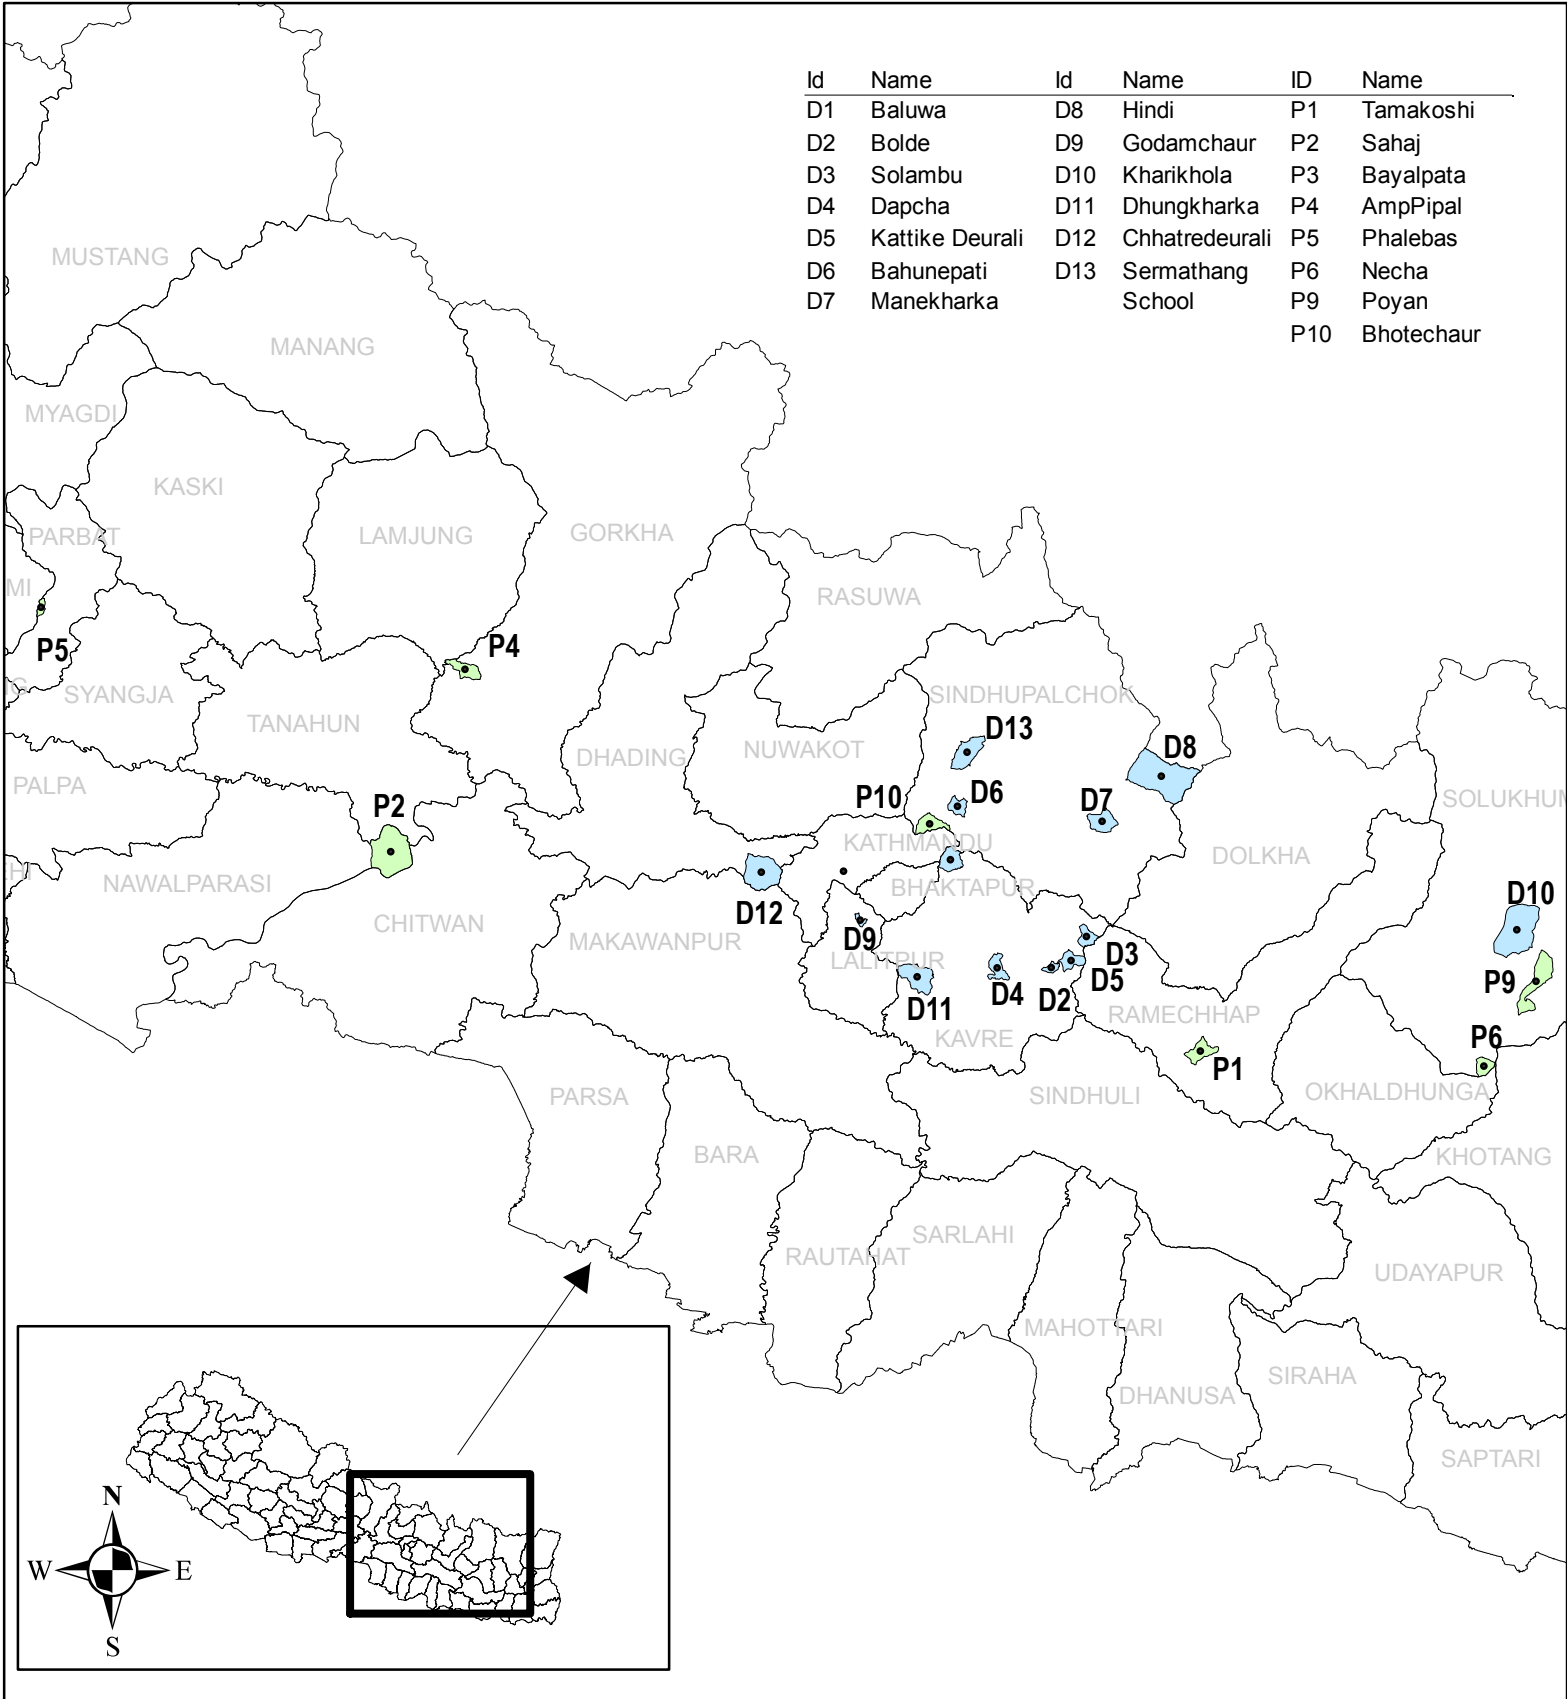 Id Name Id Name ID Name
D1 Baluwa D8 Hindi P1 Tamakoshi
D2 Bolde D9 Godamchaur P2 Sahaj
D3 Solambu D10 Kharikhola P3 Bayalpata
D4 Dapcha D11 Dhungkharka P4 AmpPipal
D5 Kattike Deurali D12 Chhatredeurali P5 Phalebas
D6 Bahunepati D13 Sermathang P6 Necha
D7 Manekharka School P9 Poyan
P10 Bhotechaur
MUSTANG
MANANG
MYAGDI
KASKI
PARBAT
LAMJUNG
GORKHA
MI
RASUWA
P5
P4
G
SYANGJA
SINDHUPALCHOK
TANAHUN
D13
DHADING
NUWAKOT
D8
PALPA
P2
P10
D6
D7
SOLUKHUM
KATHMANDU
DOLKHA
EHI
NAWALPARASI
BHAKTAPUR
D10
CHITWAN
D12
MAKAWANPUR
D9
D3
LALITPUR
D5
D4
D2
D11
P9
RAMECHHAP
KAVRE
P6
P1
PARSA
SINDHULI
OKHALDHUNGA
BARA
KHOTANG
SARLAHI
RAUTAHAT
UDAYAPUR
MAHOTTARI
SIRAHA
DHANUSA
SAPTARI
N
W E
S